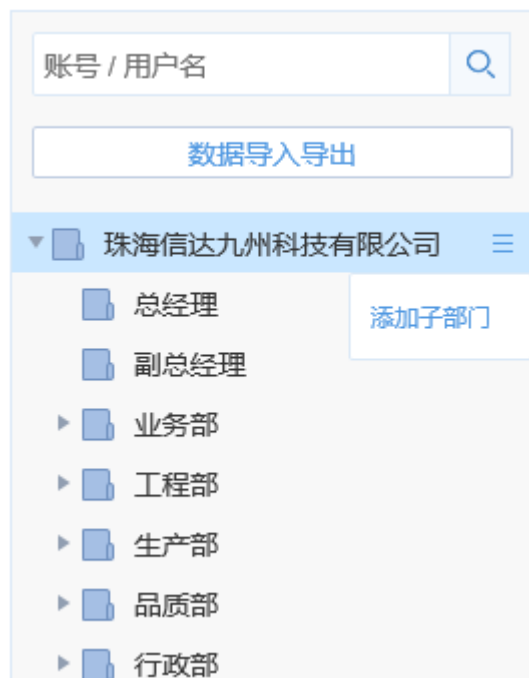 账号 / 用户名
数据导入导出
珠海信达九州科技有限公司
总经理
添加子部门
副总经理
业务部
工程部
生产部
品质部
行政部